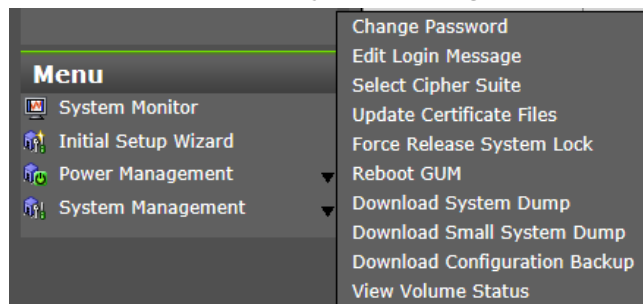 Menu
System Monitor
Initial Setup Wizard
Power Management
System Management
Change Password
Edit Login Message
Select Cipher Suite
Update Certificate Files
Force Release System Lock
Reboot GUM
Download System Dump
Download Small System Dump
Download Configuration Backup
View Volume Status